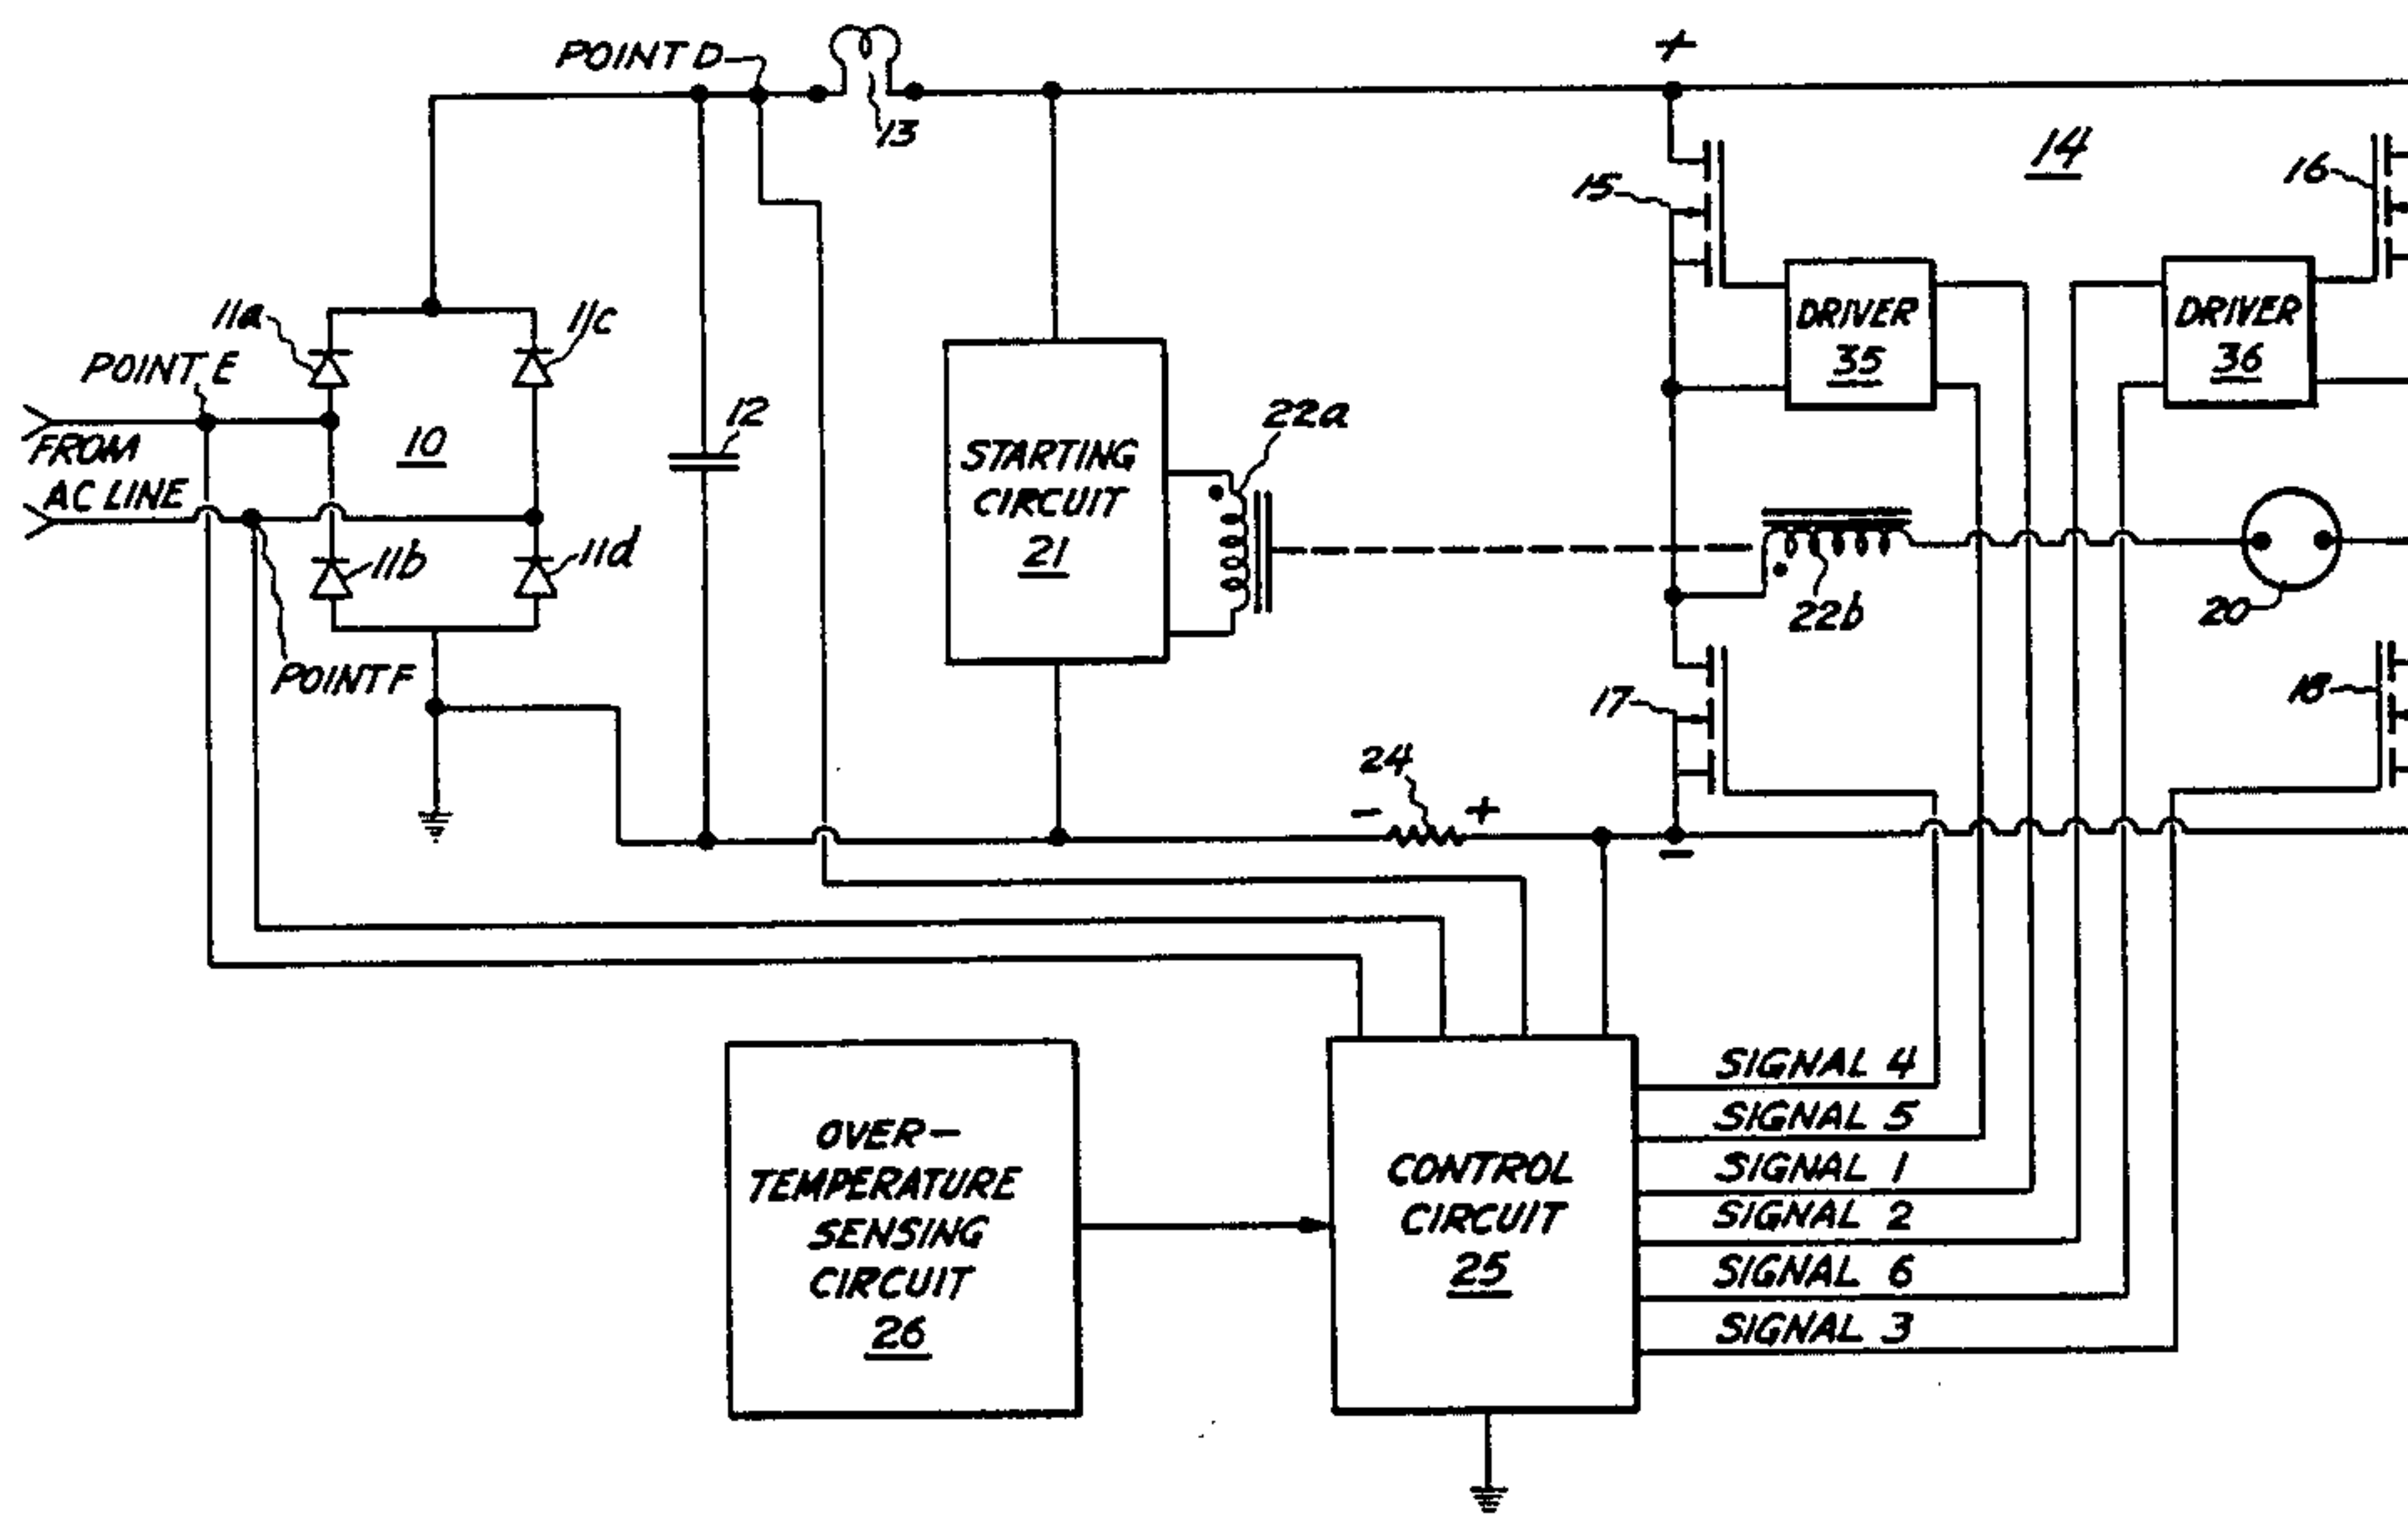 POINT D
13
+
14
15
16
11a
11c
POINT E
DRIVER
35
DRIVER
36
FROM
AC LINE
10
12
22a
STARTING
CIRCUIT
21
11b
11d
22b
20
POINT F
17
18
24
- +
-
SIGNAL 4
SIGNAL 5
SIGNAL 1
SIGNAL 2
SIGNAL 6
SIGNAL 3
OVER-
TEMPERATURE
SENSING
CIRCUIT
26
CONTROL
CIRCUIT
25